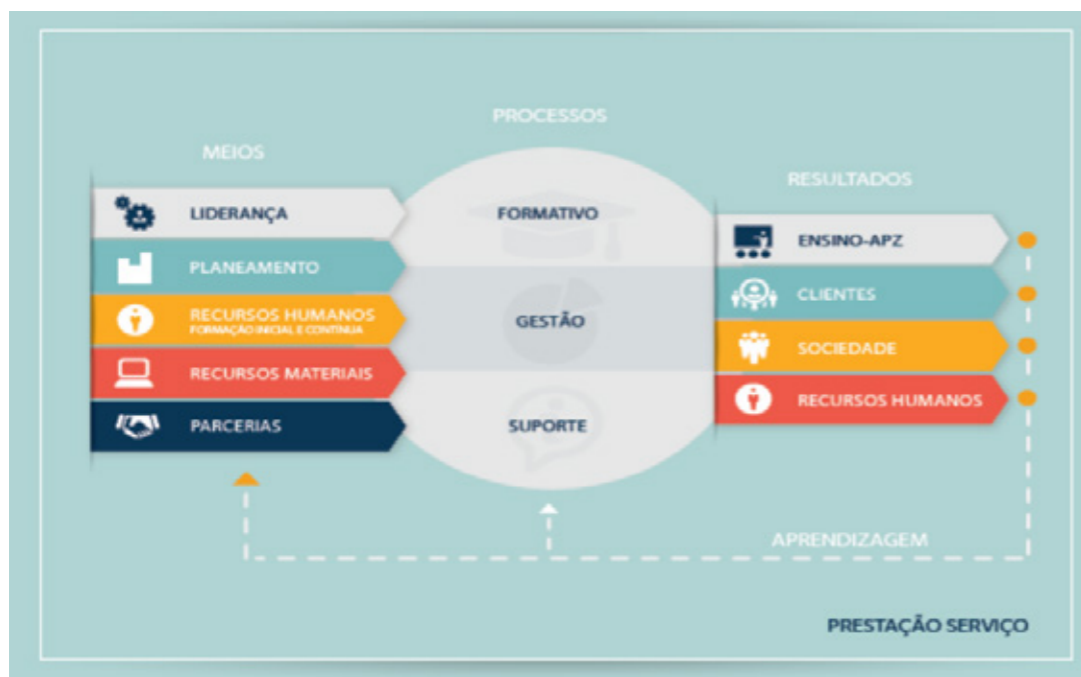 PROCESSOS
MEIOS
RESULTADOS
LIDERANÇA
PLANEAMENTO
RECURSOS HUMANOS
FORMAÇÃO INICIAL E CONTÍNUA
RECURSOS MATERIAIS
PARCERIAS
FORMATIVO
GESTÃO
SUPORTE
ENSINO-APZ
CLIENTES
SOCIEDADE
RECURSOS HUMANOS
APRENDIZAGEM
PRESTAÇÃO SERVIÇO